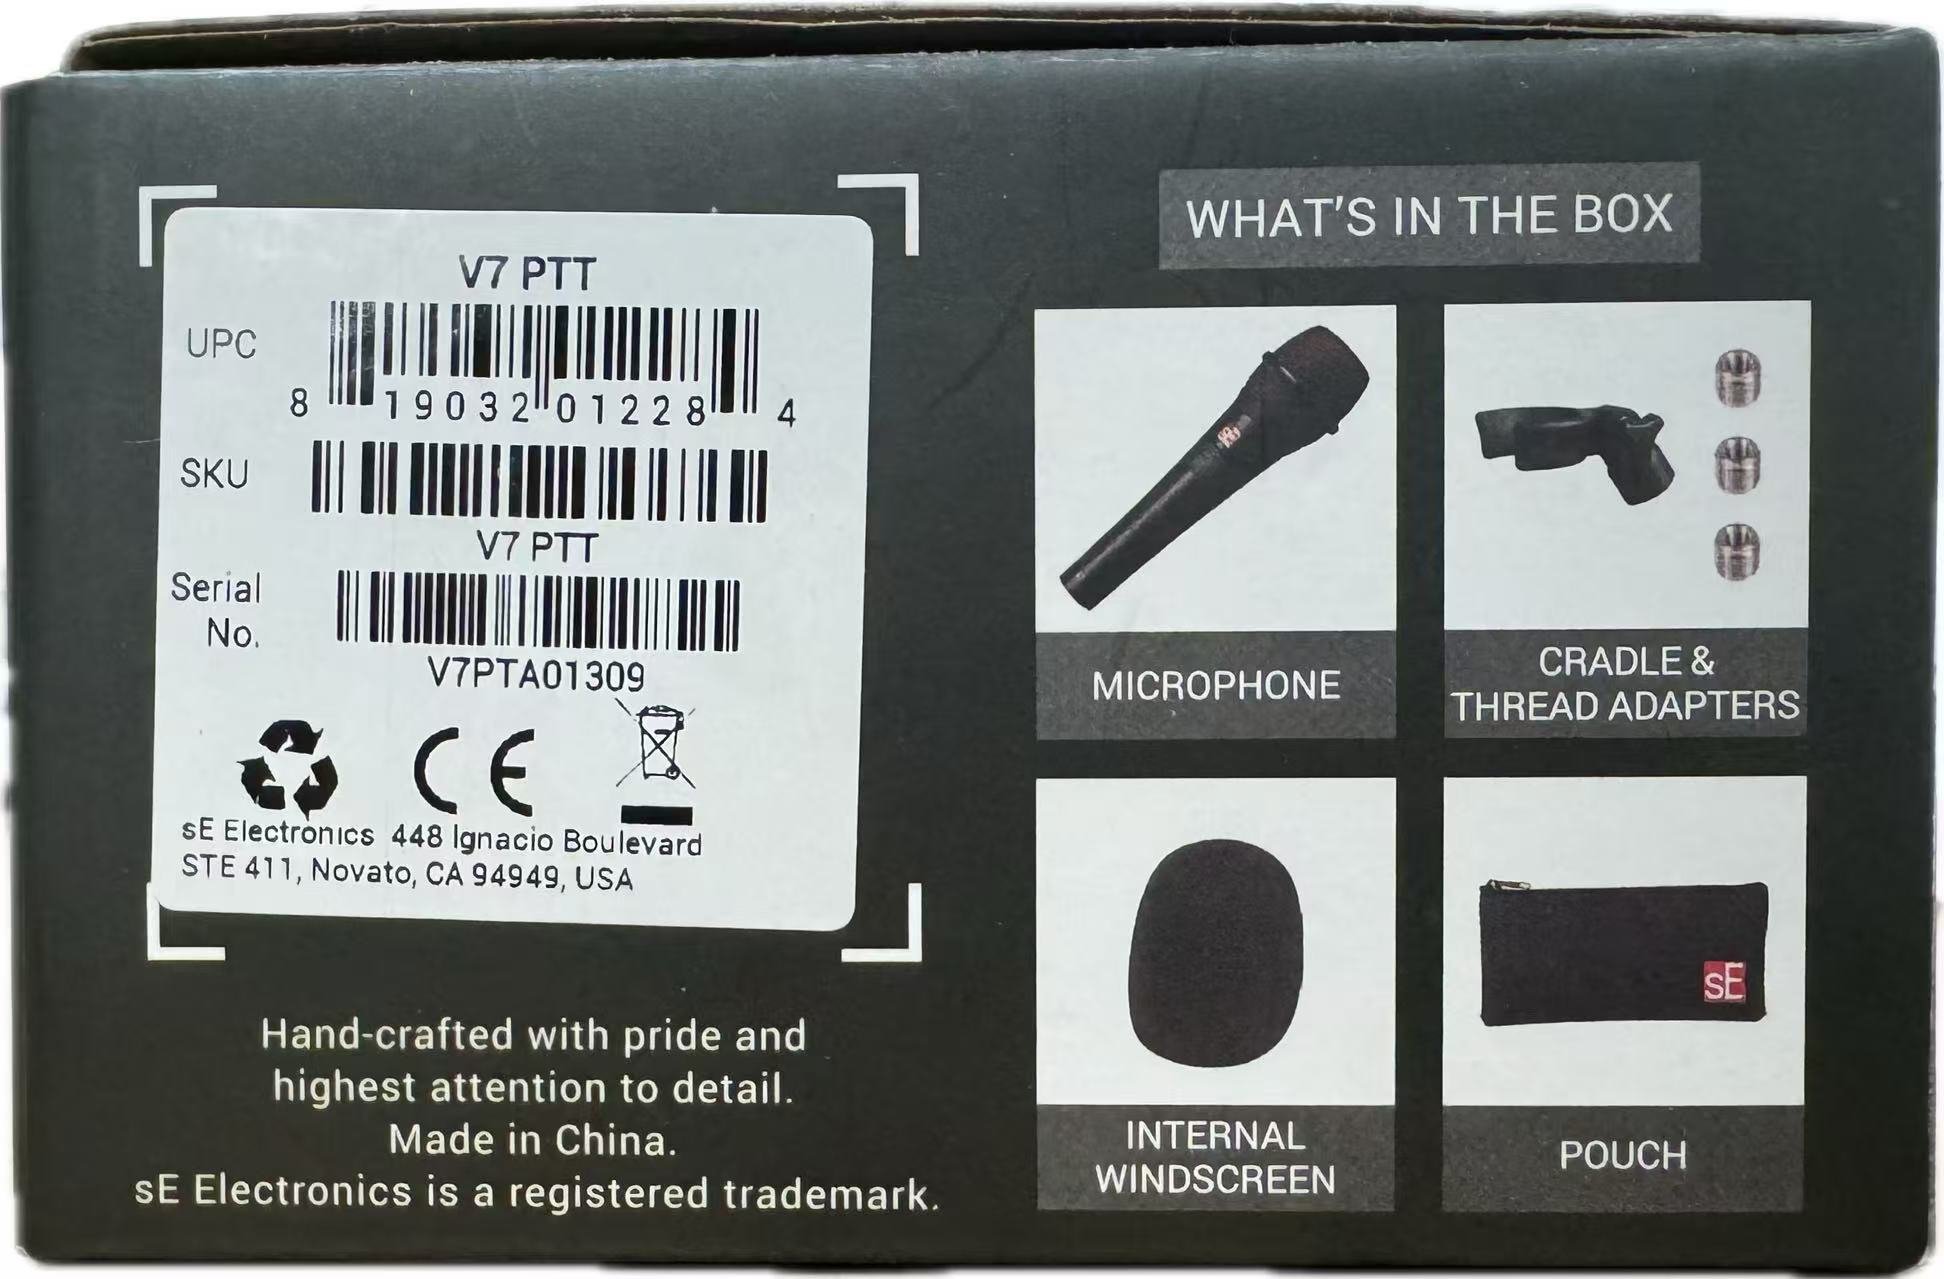 V7 PTT
UPC
8 19032 01228 4
SKU
V7 PTT
Serial
No.
V7PTA01309
CE
sE Electronics 448 Ignacio Boulevard
STE 411, Novato, CA 94949, USA
Hand-crafted with pride and
highest attention to detail.
Made in China.
sE Electronics is a registered trademark.
WHAT'S IN THE BOX
MICROPHONE
CRADLE &
THREAD ADAPTERS
INTERNAL
WINDSCREEN
sE
POUCH